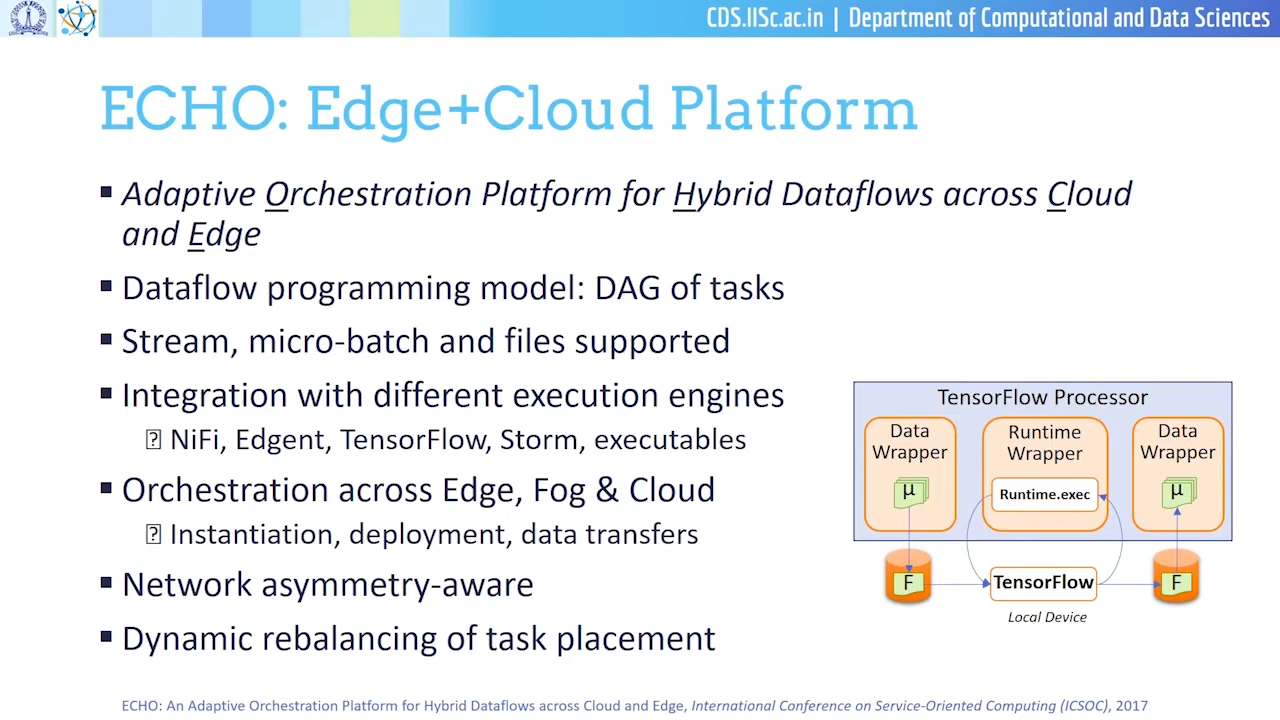 CDS.IISc.ac.in | Department of Computational and Data Sciences
ECHO: Edge+Cloud Platform
▪ Adaptive Orchestration Platform for Hybrid Dataflows across Cloud
and Edge
▪ Dataflow programming model: DAG of tasks
▪ Stream, micro-batch and files supported
▪ Integration with different execution engines
NiFi, Edgent, TensorFlow, Storm, executables
▪ Orchestration across Edge, Fog & Cloud
Instantiation, deployment, data transfers
▪ Network asymmetry-aware
▪ Dynamic rebalancing of task placement
TensorFlow Processor
Data
Wrapper
μ
Runtime
Wrapper
Runtime.exec
Data
Wrapper
μ
F
TensorFlow
F
Local Device
ECHO: An Adaptive Orchestration Platform for Hybrid Dataflows across Cloud and Edge, International Conference on Service-Oriented Computing (ICSOC), 2017